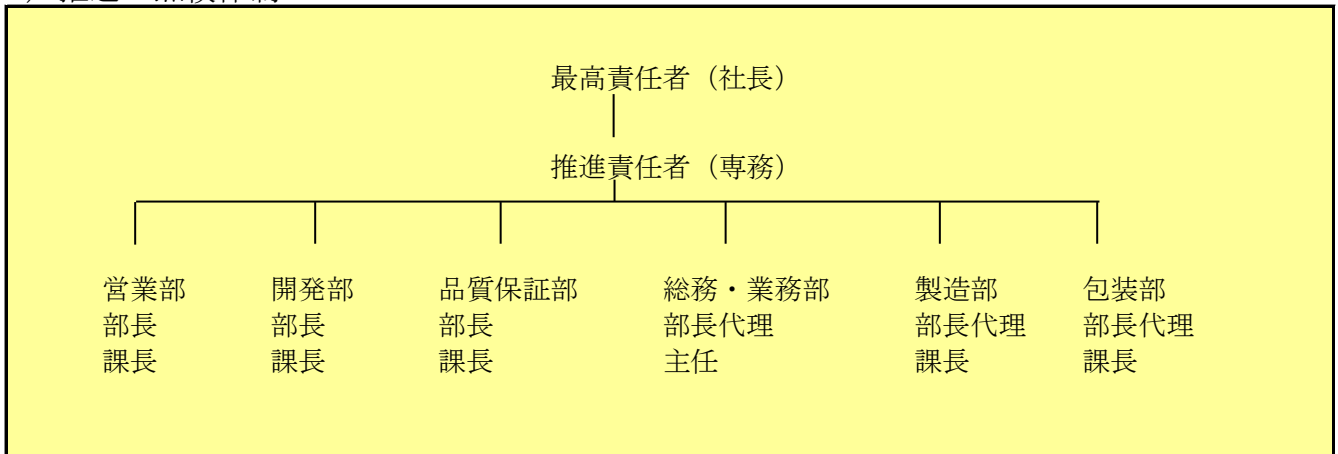 最高責任者（社長）
推進責任者（専務）
営業部 開発部 品質保証部 総務・業務部 製造部 包装部
部長 部長 部長 部長代理 部長代理 部長代理
課長 課長 課長 主任 課長 課長